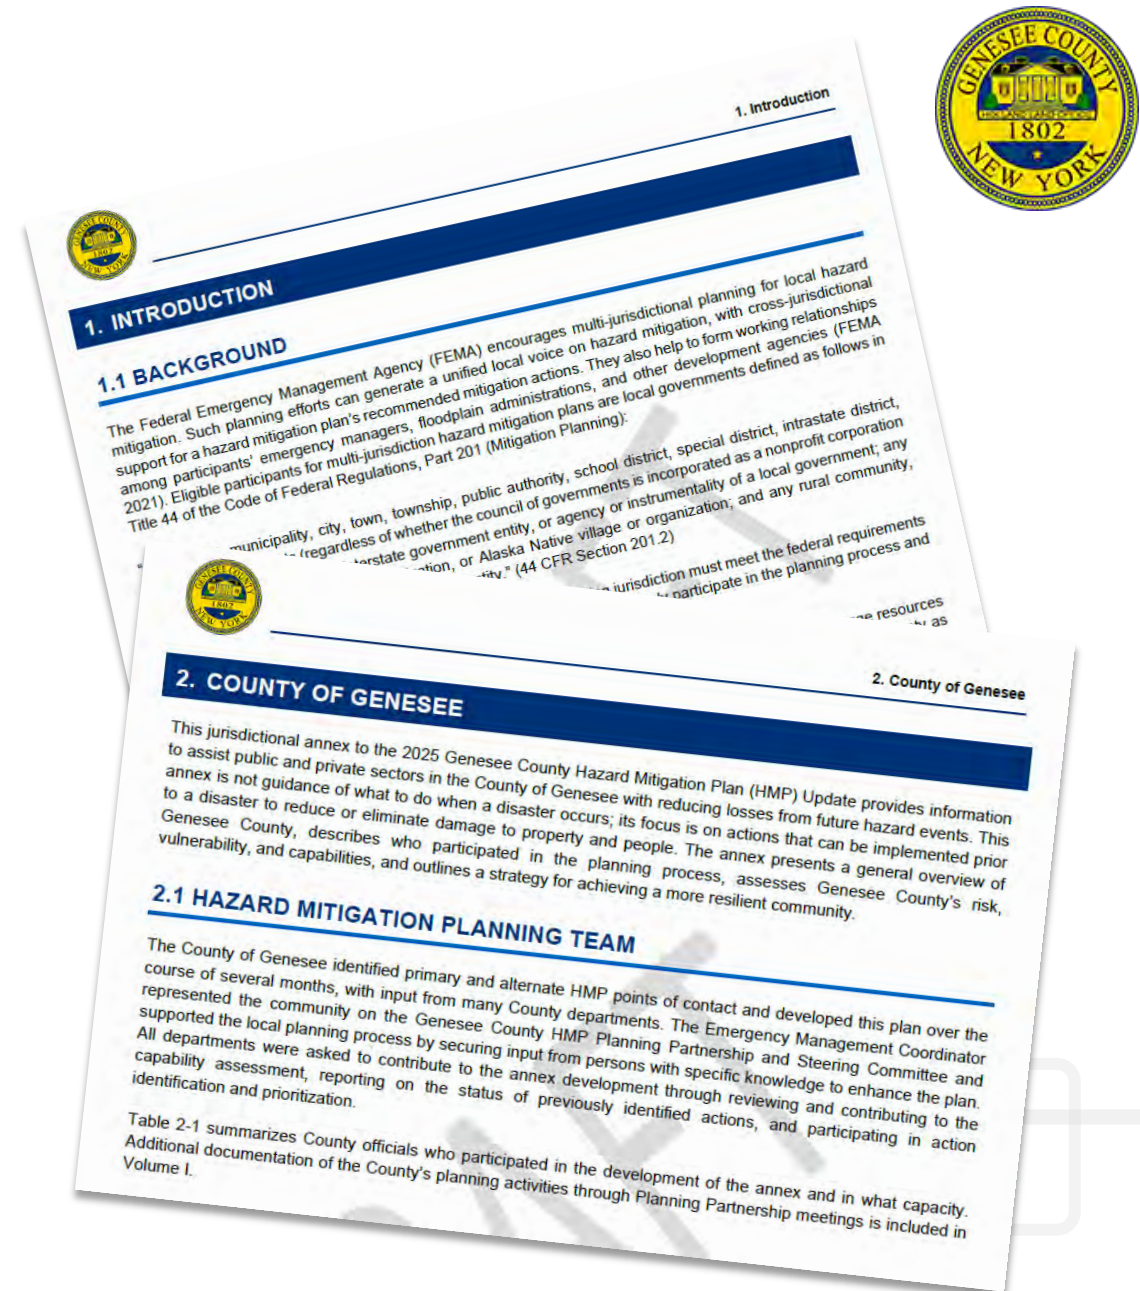 GENESEE COUNTY
HOLLAND LAND OFFICE
1802
NEW YORK
1. Introduction
GENESEE COUNTY
1802
NEW YORK
1. INTRODUCTION
1.1 BACKGROUND
The Federal Emergency Management Agency (FEMA) encourages multi-jurisdictional planning for local hazard
mitigation. Such planning efforts can generate a unified local voice on hazard mitigation, with cross-jurisdictional
support for a hazard mitigation plan's recommended mitigation actions. They also help to form working relationships
among participants' emergency managers, floodplain administrations, and other development agencies (FEMA
2021). Eligible participants for multi-jurisdiction hazard mitigation plans are local governments defined as follows in
Title 44 of the Code of Federal Regulations, Part 201 (Mitigation Planning):
municipality, city, town, township, public authority, school district, special district, intrastate district,
(regardless of whether the council of governments is incorporated as a nonprofit corporation
government entity, or agency or instrumentality of a local government; any
or Alaska Native village or organization; and any rural community,
(44 CFR Section 201.2)
jurisdiction must meet the federal requirements
participate in the planning process and
resources
as
GENESEE COUNTY
1802
NEW YORK
2. County of Genesee
2. COUNTY OF GENESEE
This jurisdictional annex to the 2025 Genesee County Hazard Mitigation Plan (HMP) Update provides information
to assist public and private sectors in the County of Genesee with reducing losses from future hazard events. This
annex is not guidance of what to do when a disaster occurs; its focus is on actions that can be implemented prior
to a disaster to reduce or eliminate damage to property and people. The annex presents a general overview of
Genesee County, describes who participated in the planning process, assesses Genesee County's risk,
vulnerability, and capabilities, and outlines a strategy for achieving a more resilient community.
2.1 HAZARD MITIGATION PLANNING TEAM
The County of Genesee identified primary and alternate HMP points of contact and developed this plan over the
course of several months, with input from many County departments. The Emergency Management Coordinator
represented the community on the Genesee County HMP Planning Partnership and Steering Committee and
supported the local planning process by securing input from persons with specific knowledge to enhance the plan.
All departments were asked to contribute to the annex development through reviewing and contributing to the
capability assessment, reporting on the status of previously identified actions, and participating in action
identification and prioritization.
Table 2-1 summarizes County officials who participated in the development of the annex and in what capacity.
Additional documentation of the County's planning activities through Planning Partnership meetings is included in
Volume I.